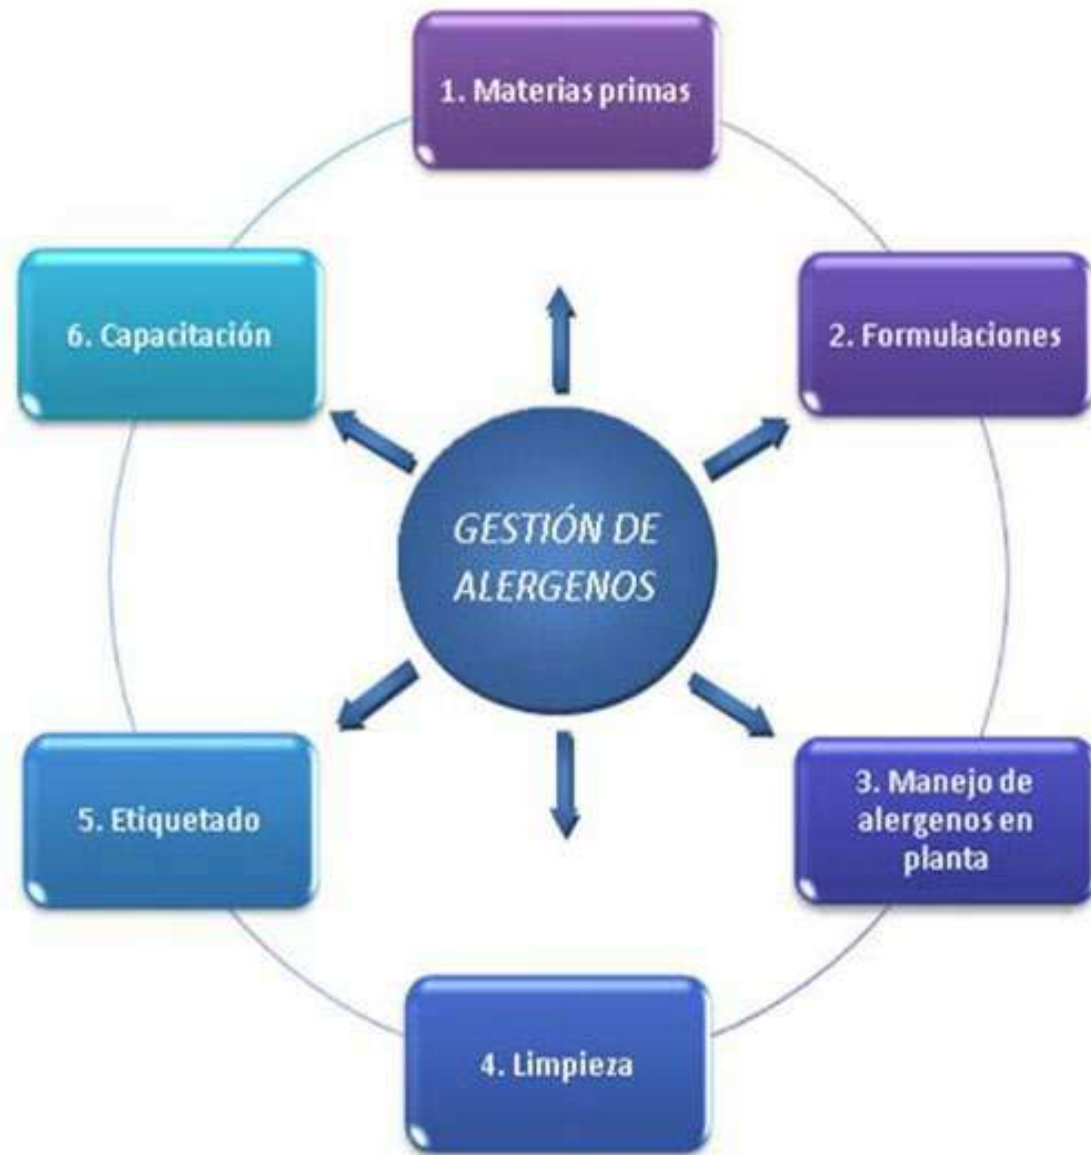 1. Materias primas
2. Formulaciones
3. Manejo de
alergenos en
planta
4. Limpieza
5. Etiquetado
6. Capacitación
GESTIÓN DE
ALERGENOS